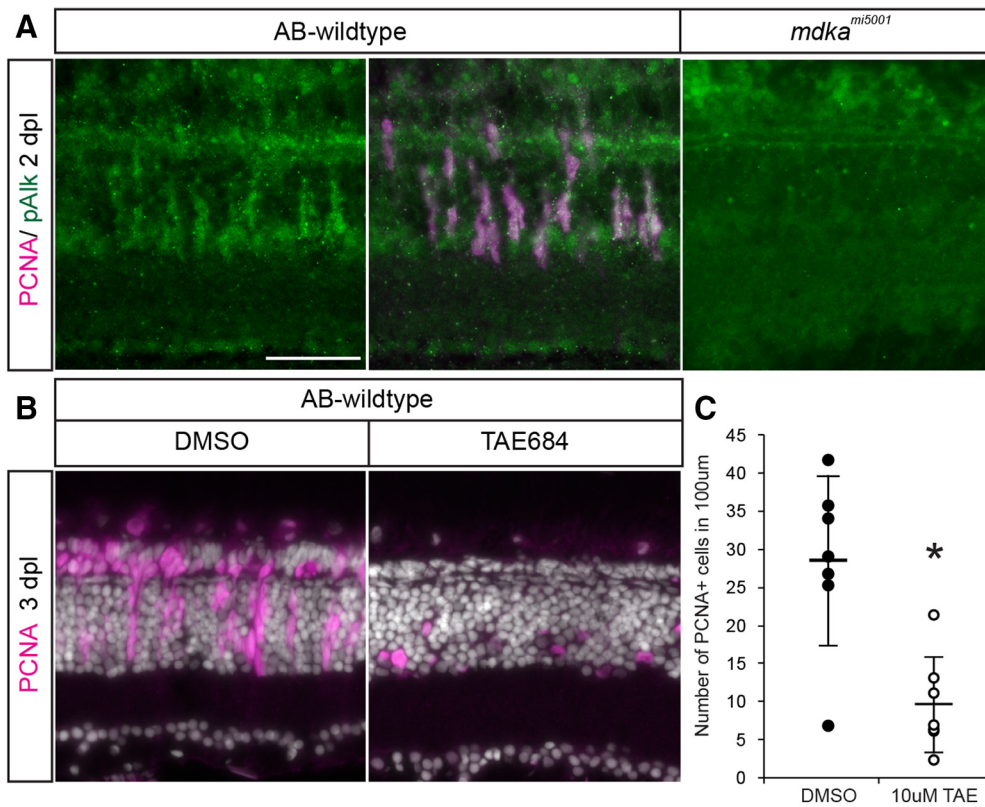 A
AB-wildtype
mdka^mi5001
PCNA/ pAlk 2 dpl
B
AB-wildtype
DMSO
TAE684
PCNA 3 dpl
C
Number of PCNA+ cells in 100um
45
40
35
30
25
20
15
10
5
0
*
DMSO
10uM TAE